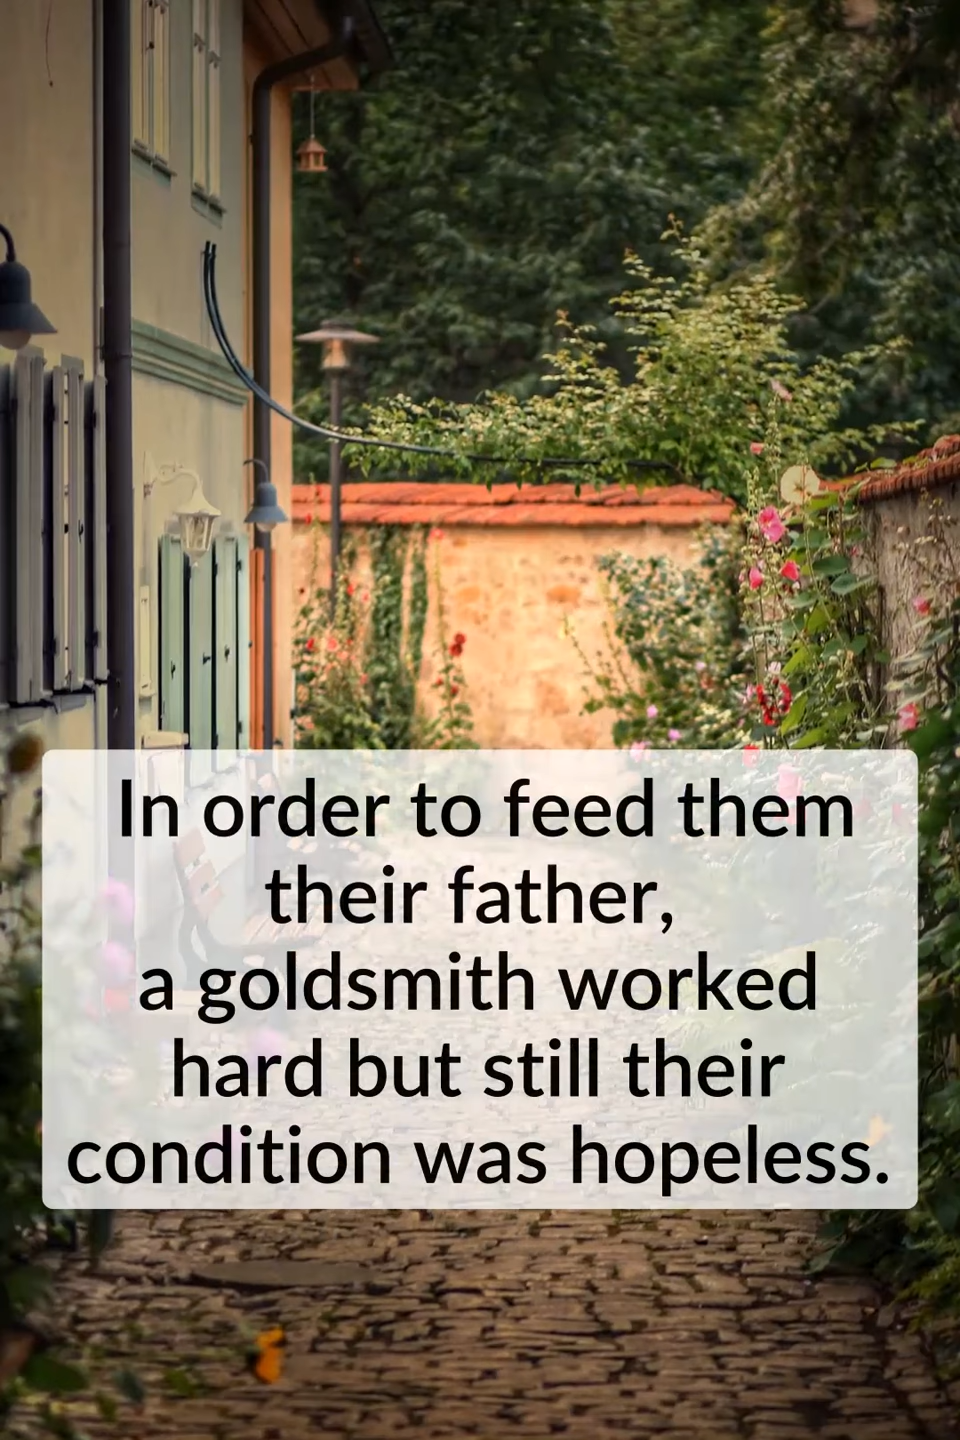 In order to feed them
their father,
a goldsmith worked
hard but still their
condition was hopeless.